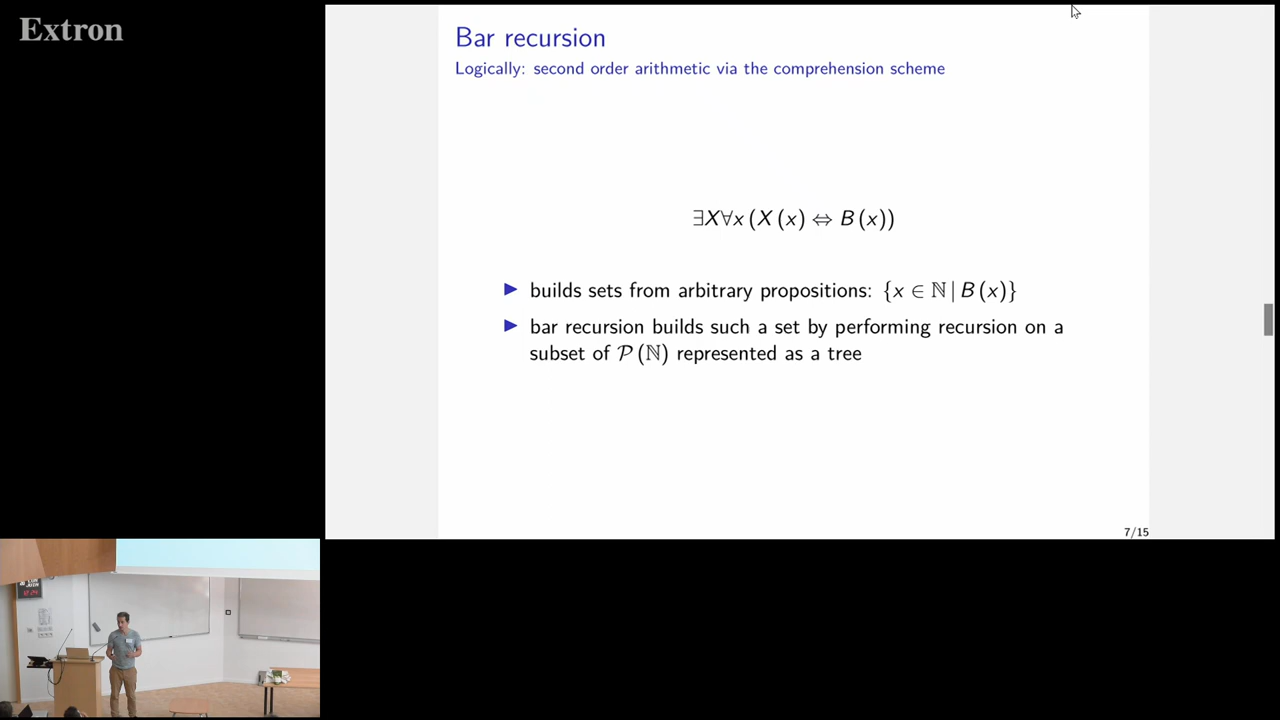 Extron
Bar recursion
Logically: second order arithmetic via the comprehension scheme
∃X∀x (X (x) ⇔ B (x))
▶ builds sets from arbitrary propositions: {x ∈ ℕ | B (x)}
▶ bar recursion builds such a set by performing recursion on a
subset of 𝒫 (ℕ) represented as a tree
7/15